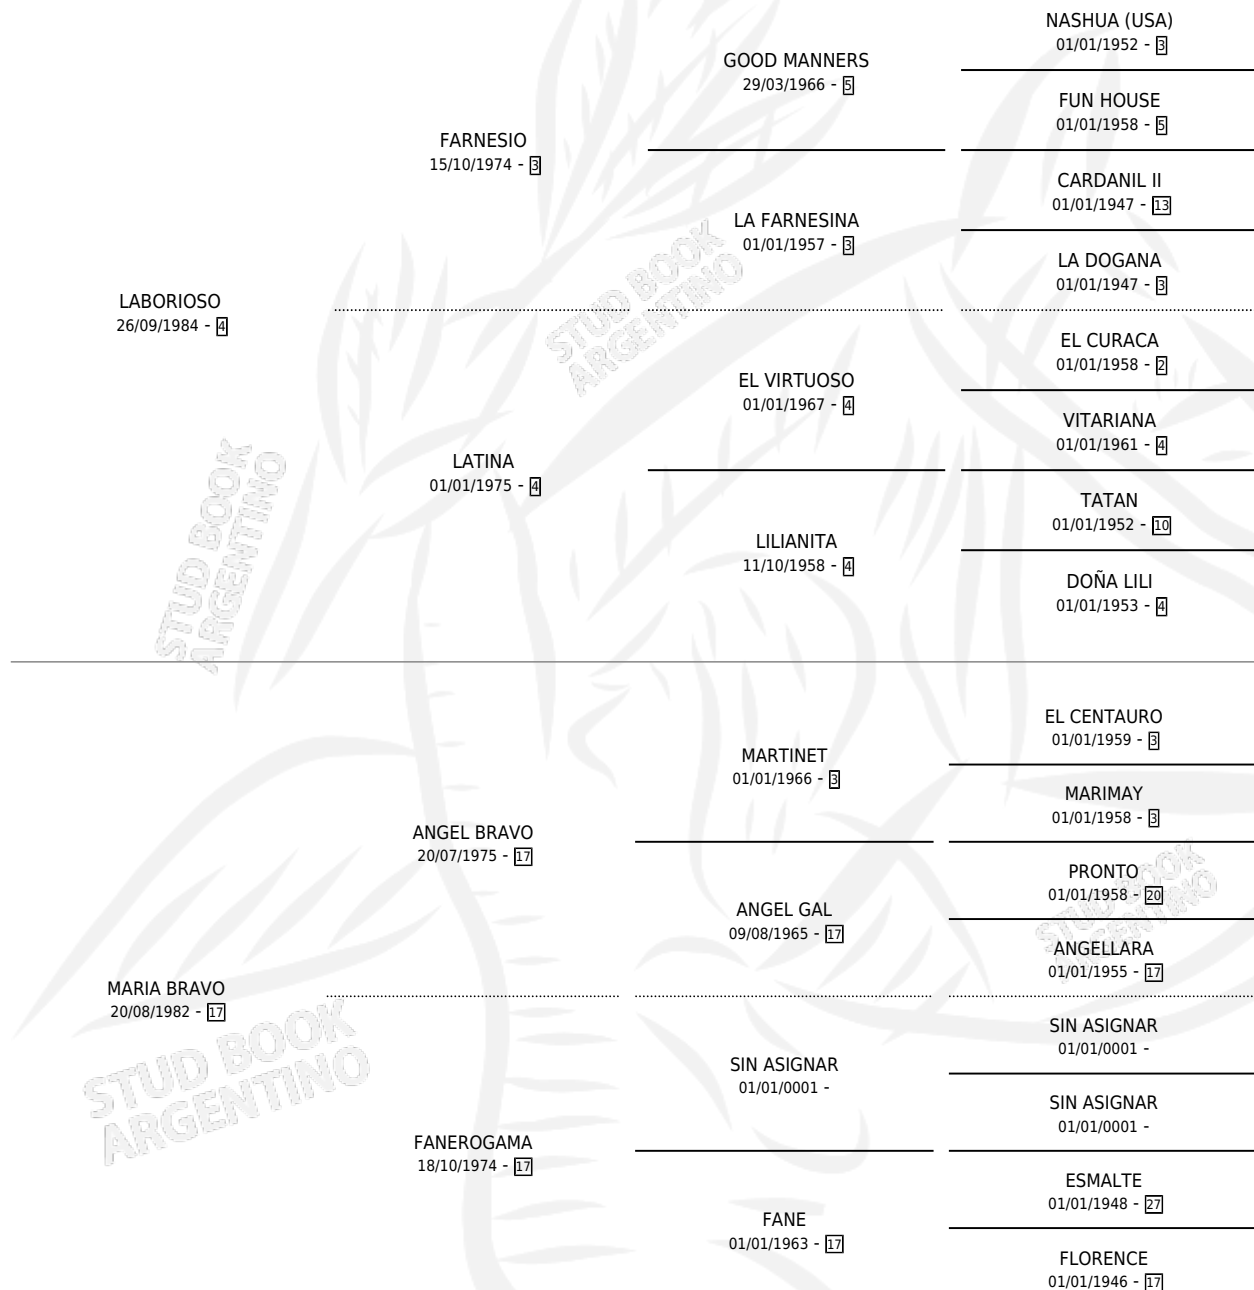 NASHUA (USA)
01/01/1952 - 3
GOOD MANNERS
29/03/1966 - 5
FUN HOUSE
01/01/1958 - 5
FARNESIO
15/10/1974 - 3
CARDANIL II
01/01/1947 - 13
LA FARNESINA
01/01/1957 - 3
LA DOGANA
01/01/1947 - 3
LABORIOSO
26/09/1984 - 4
EL CURACA
01/01/1958 - 2
EL VIRTUOSO
01/01/1967 - 4
VITARIANA
01/01/1961 - 4
LATINA
01/01/1975 - 4
TATAN
01/01/1952 - 10
LILIANITA
11/10/1958 - 4
DOÑA LILI
01/01/1953 - 4
STUD BOOK
ARGENTINO
STUD BOOK
ARGENTINO
EL CENTAURO
01/01/1959 - 3
MARTINET
01/01/1966 - 3
MARIMAY
01/01/1958 - 3
ANGEL BRAVO
20/07/1975 - 17
PRONTO
01/01/1958 - 20
ANGEL GAL
09/08/1965 - 17
ANGELLARA
01/01/1955 - 17
MARIA BRAVO
20/08/1982 - 17
SIN ASIGNAR
01/01/0001 -
SIN ASIGNAR
01/01/0001 -
SIN ASIGNAR
01/01/0001 -
FANEROGAMA
18/10/1974 - 17
ESMALTE
01/01/1948 - 27
FANE
01/01/1963 - 17
FLORENCE
01/01/1946 - 17
STUD BOOK
ARGENTINO
STUD BOOK
ARGENTINO